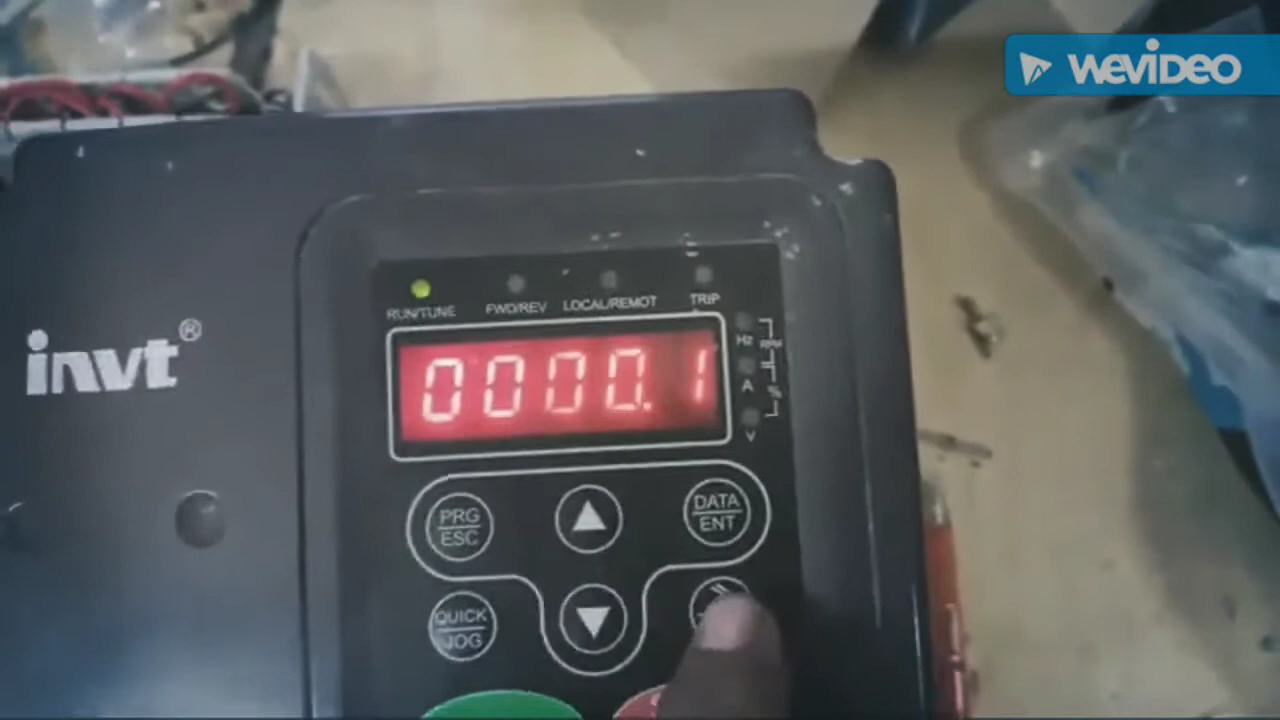 WEVIDEO
invt®
RUN/TUNE FWD/REV LOCAL/REMOT TRIP
0000.1
Hz
RPM
A
%
V
PRG
ESC
DATA
ENT
QUICK
JOG